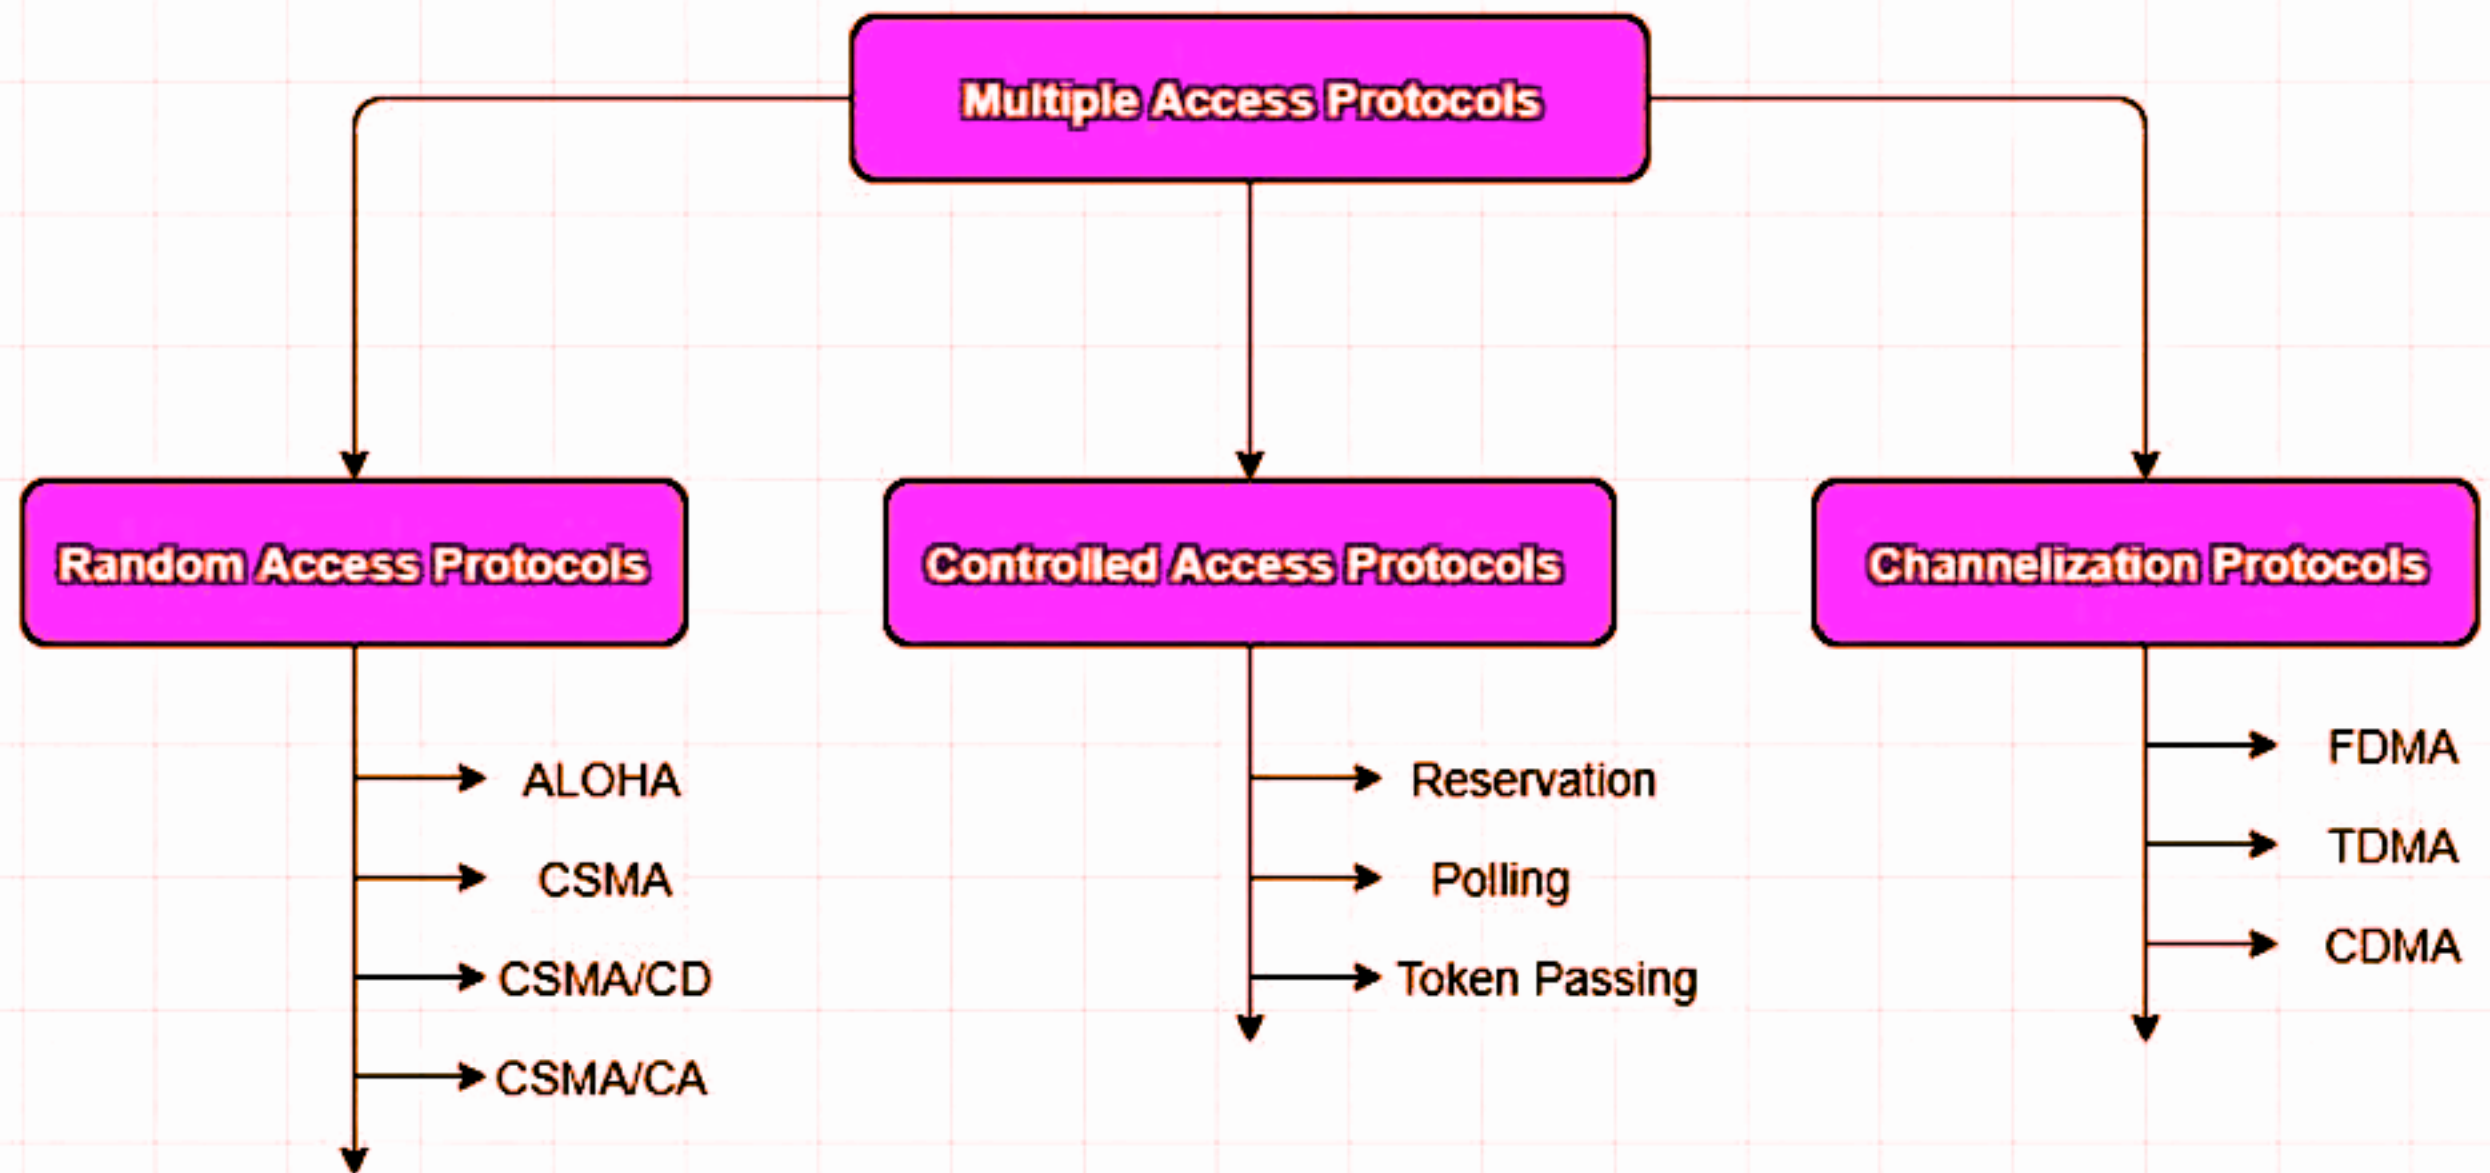 Multiple Access Protocols
Random Access Protocols
Controlled Access Protocols
Channelization Protocols
ALOHA
CSMA
CSMA/CD
CSMA/CA
Reservation
Polling
Token Passing
FDMA
TDMA
CDMA